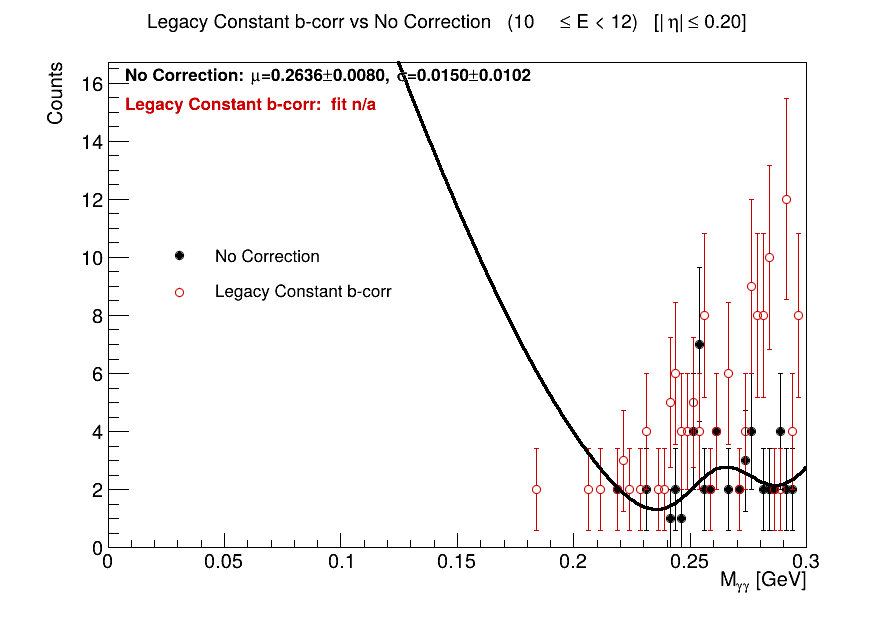 Legacy Constant b-corr vs No Correction (10 ≤ E < 12) [|η| ≤ 0.20]
Counts
No Correction: μ=0.2636±0.0080, σ=0.0150±0.0102
Legacy Constant b-corr: fit n/a
No Correction
Legacy Constant b-corr
16
14
12
10
8
6
4
2
0
0 0.05 0.1 0.15 0.2 0.25 0.3
Mγγ [GeV]